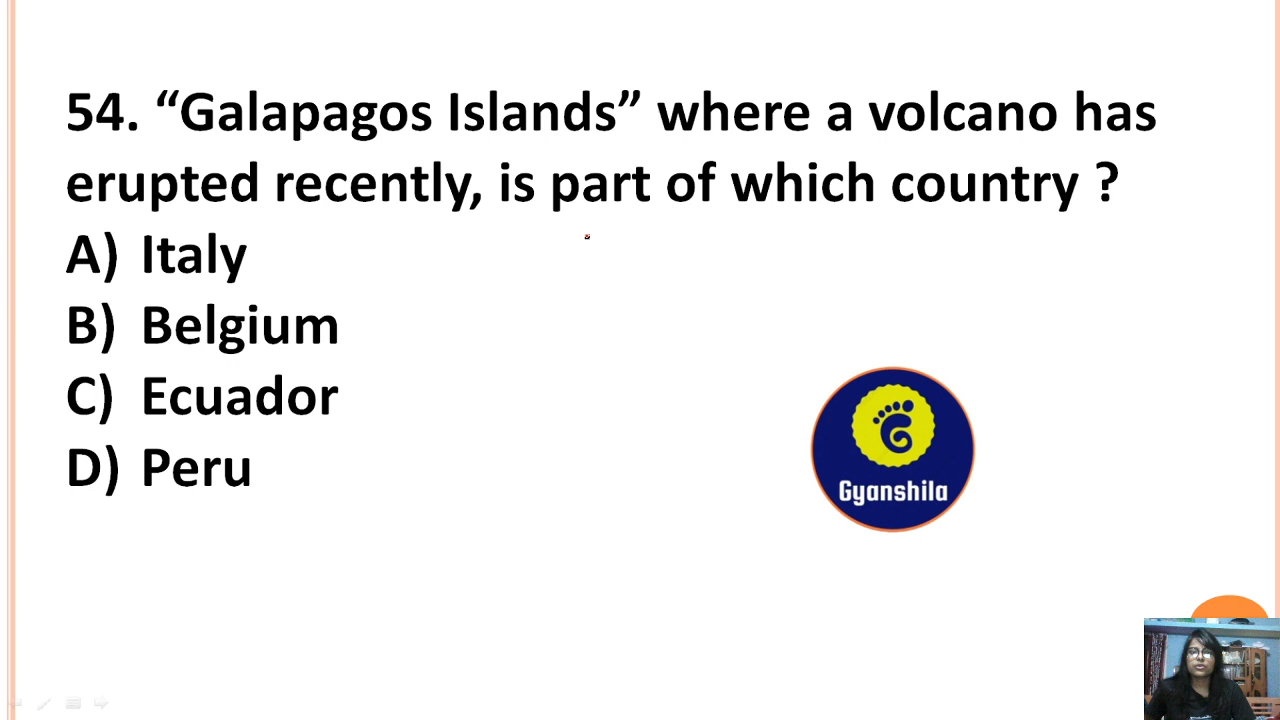 54. “Galapagos Islands” where a volcano has
erupted recently, is part of which country ?
A) Italy
B) Belgium
C) Ecuador
D) Peru
Gyanshila